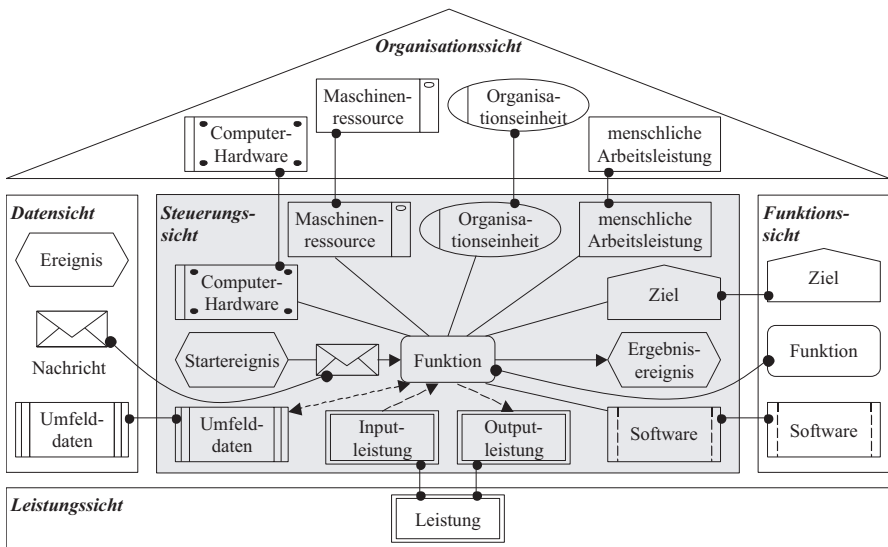 Organisationssicht
Maschinen-
ressource
Organisa-
tionseinheit
Computer-
Hardware
menschliche
Arbeitsleistung
Datensicht
Ereignis
Nachricht
Umfeld-
daten
Steuerungs-
sicht
Maschinen-
ressource
Organisa-
tionseinheit
menschliche
Arbeitsleistung
Computer-
Hardware
Ziel
Startereignis
Funktion
Ergebnis-
ereignis
Umfeld-
daten
Input-
leistung
Output-
leistung
Software
Funktions-
sicht
Ziel
Funktion
Software
Leistungssicht
Leistung